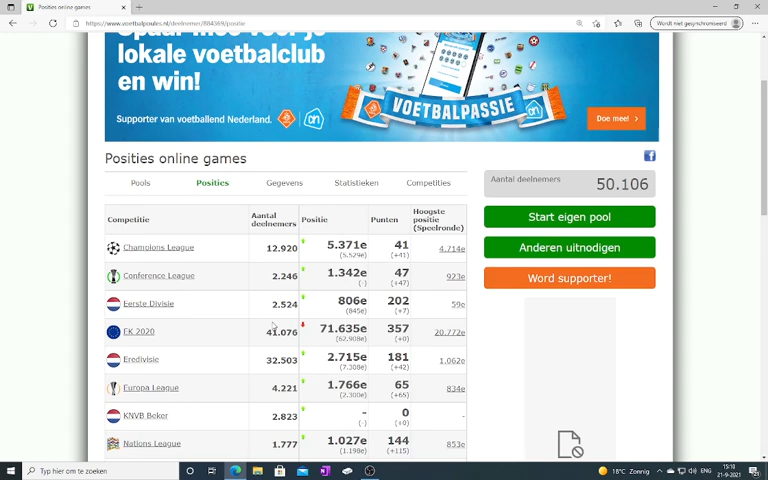 Posities online games
https://www.voetbalpoules.nl/deelnemer/884369/positie
Wordt niet gesynchroniseerd
Spaar mee voor je
lokale voetbalclub
en win!
Supporter van voetballend Nederland.
VOETBALPASSIE
Doe mee!
Posities online games
Pools Posities Gegevens Statistieken Competities
Aantal deelnemers 50.106
Start eigen pool
Anderen uitnodigen
Word supporter!
Competitie Aantal deelnemers Positie Punten Hoogste positie (Speelronde)
Champions League 12.920 5.371e (5.529e) 41 (+41) 4.714e
Conference League 2.246 1.342e (-) 47 (+47) 923e
Eerste Divisie 2.524 806e (845e) 202 (+7) 59e
EK 2020 41.076 71.635e (62.908e) 357 (+0) 20.772e
Eredivisie 32.503 2.715e (7.308e) 181 (+42) 1.062e
Europa League 4.221 1.766e (2.300e) 65 (+65) 834e
KNVB Beker 2.823 - (-) 0 (+0) -
Nations League 1.777 1.027e (1.198e) 144 (+115) 853e
Typ hier om te zoeken
18°C Zonnig
ENG
15:18
21-9-2021